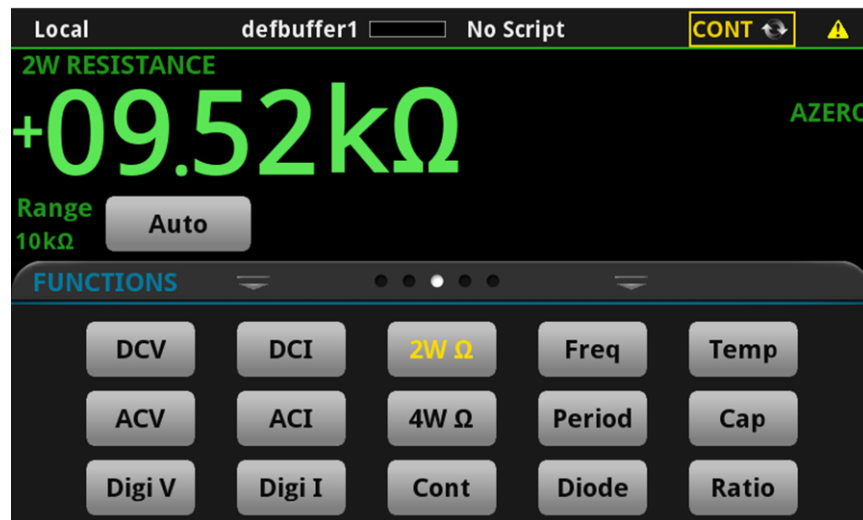 Local defbuffer1 No Script CONT
2W RESISTANCE
+09.52kΩ
AZERO
Range
Auto
10kΩ
FUNCTIONS
DCV DCI 2W Ω Freq Temp
ACV ACI 4W Ω Period Cap
Digi V Digi I Cont Diode Ratio